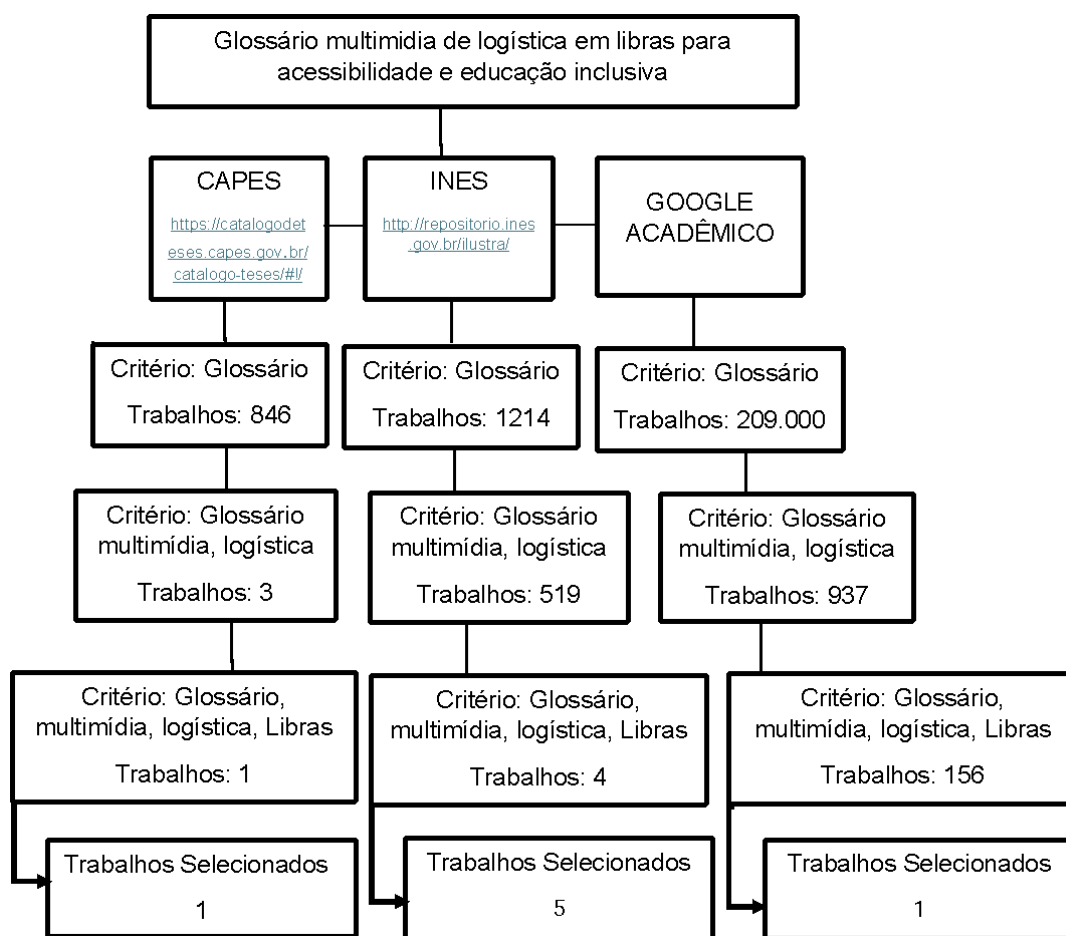 Glossário multimidia de logística em libras para
acessibilidade e educação inclusiva
CAPES
https://catalogodet
eses.capes.gov.br/
catalogo-teses/#!/
INES
http://repositorio.ines
.gov.br/ilustra/
GOOGLE
ACADÊMICO
Critério: Glossário
Trabalhos: 846
Critério: Glossário
Trabalhos: 1214
Critério: Glossário
Trabalhos: 209.000
Critério: Glossário
multimídia, logística
Trabalhos: 3
Critério: Glossário
multimídia, logística
Trabalhos: 519
Critério: Glossário
multimídia, logística
Trabalhos: 937
Critério: Glossário,
multimídia, logística, Libras
Trabalhos: 1
Critério: Glossário,
multimídia, logística, Libras
Trabalhos: 4
Critério: Glossário,
multimídia, logística, Libras
Trabalhos: 156
Trabalhos Selecionados
1
Trabalhos Selecionados
5
Trabalhos Selecionados
1